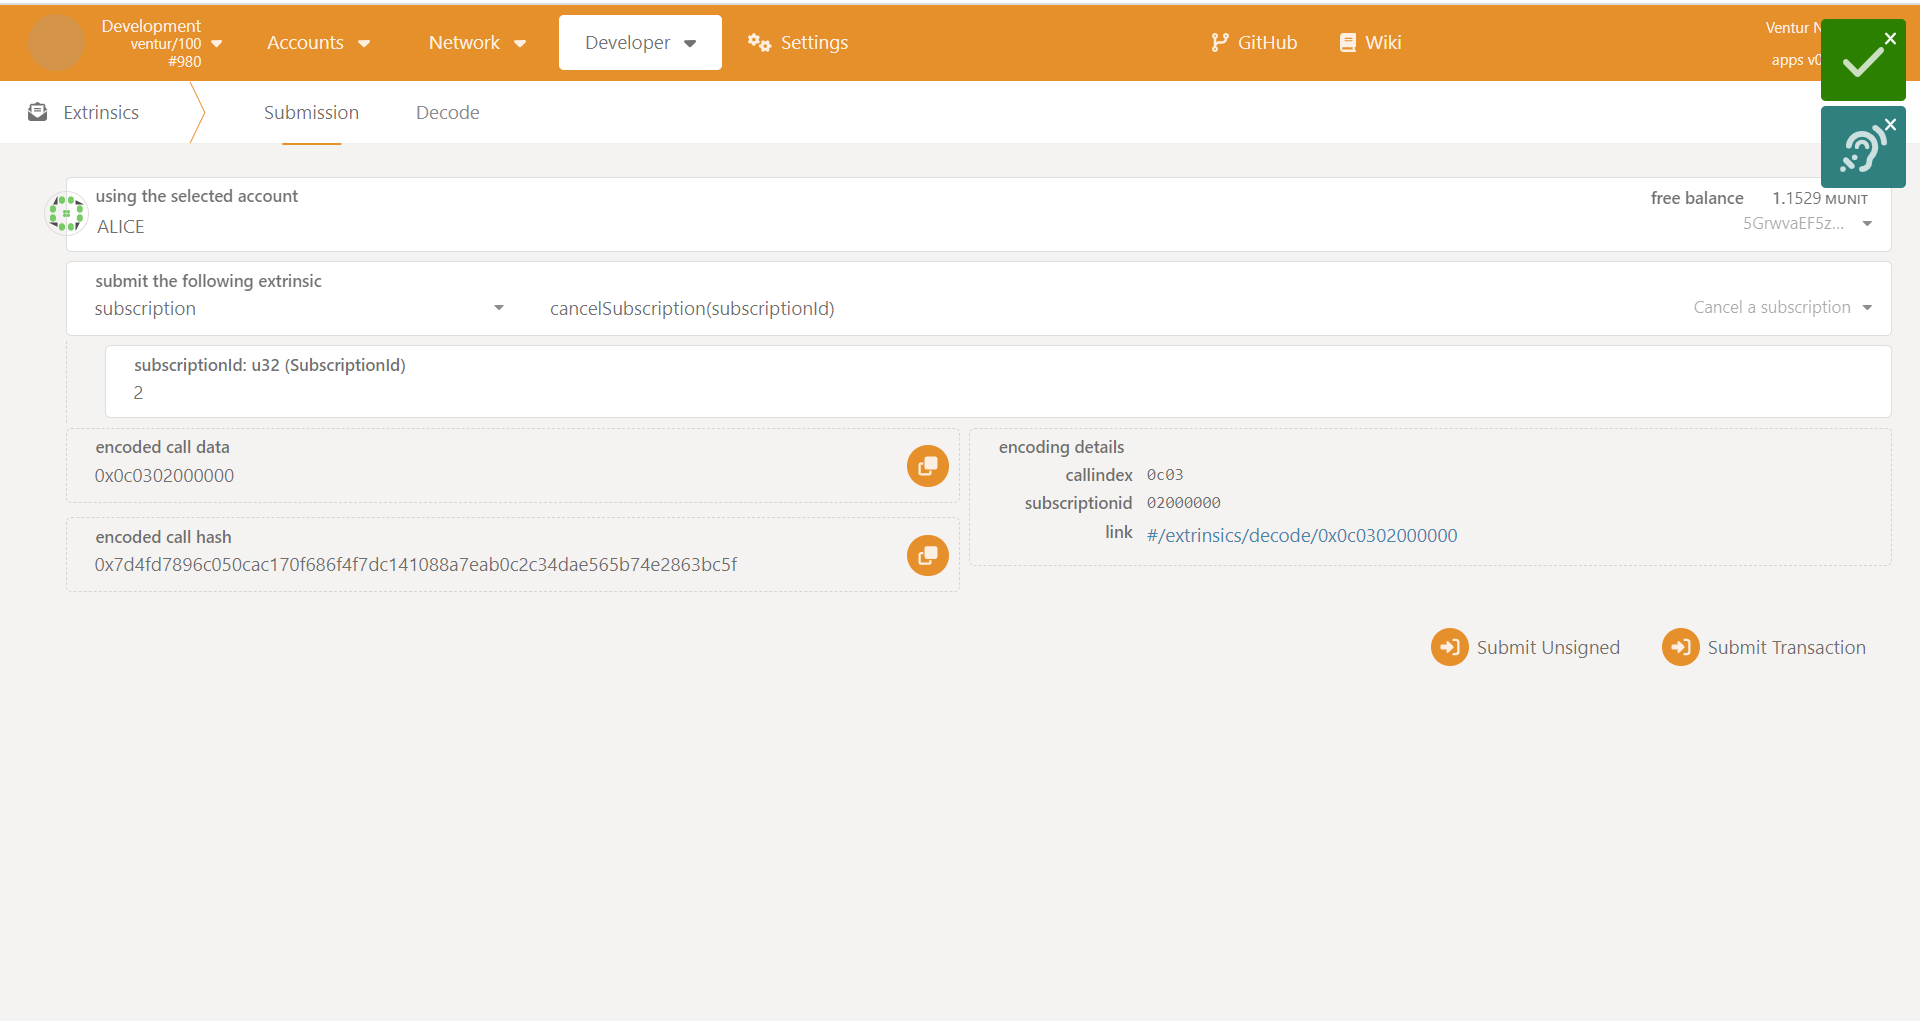 Development
ventur/100
#980
Accounts
Network
Developer
Settings
GitHub
Wiki
Ventur
apps
Extrinsics
Submission
Decode
using the selected account
ALICE
free balance 1.1529 MUNIT
5GrwvaEF5z...
submit the following extrinsic
subscription
cancelSubscription(subscriptionId)
Cancel a subscription
subscriptionId: u32 (SubscriptionId)
2
encoded call data
0x0c0302000000
encoded call hash
0x7d4fd7896c050cac170f686f4f7dc141088a7eab0c2c34dae565b74e2863bc5f
encoding details
callindex 0c03
subscriptionid 02000000
link #/extrinsics/decode/0x0c0302000000
Submit Unsigned
Submit Transaction